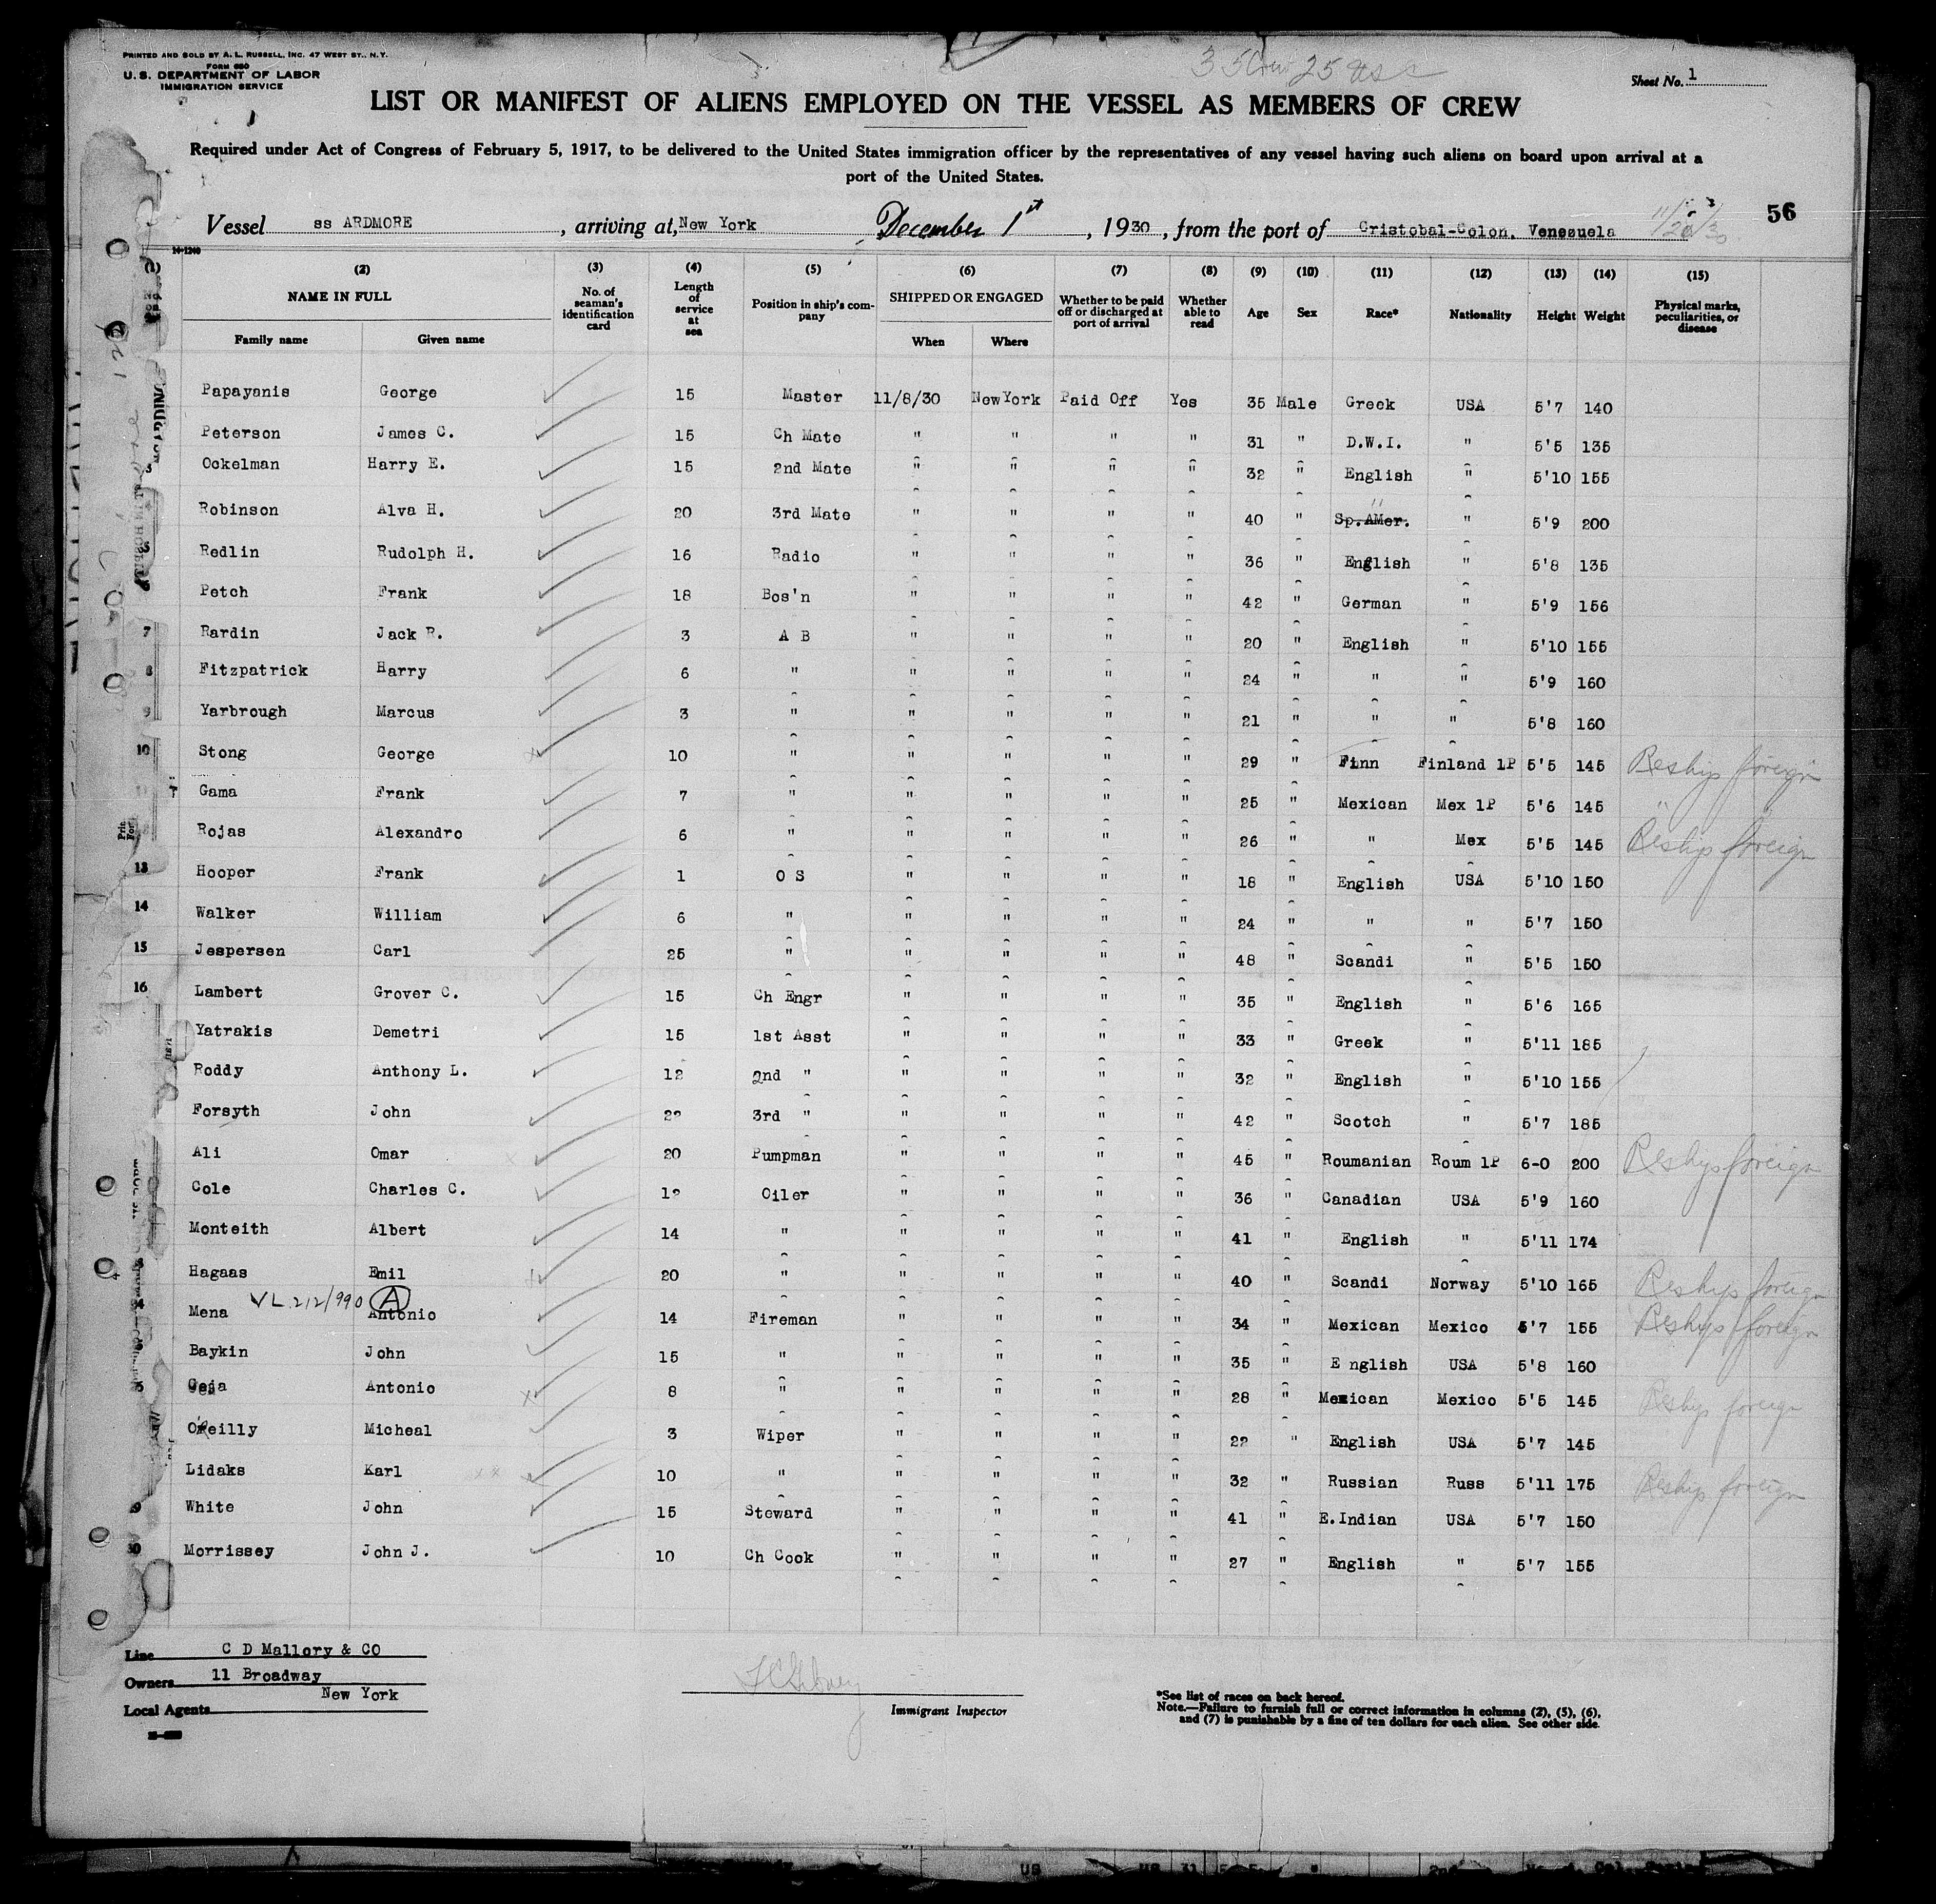 PRINTED AND SOLD BY A. L. RUSSELL, INC. 47 WEST ST., N.Y.
FORM 680
U. S. DEPARTMENT OF LABOR
IMMIGRATION SERVICE
Sheet No. 1
LIST OR MANIFEST OF ALIENS EMPLOYED ON THE VESSEL AS MEMBERS OF CREW
Required under Act of Congress of February 5, 1917, to be delivered to the United States immigration officer by the representatives of any vessel having such aliens on board upon arrival at a
port of the United States.
Vessel ss ARDMORE , arriving at, New York December 1st , 1930 , from the port of Cristobal-Colon. Venezuela
56
14-1240
(2) (3) (4) (5) (6) (7) (8) (9) (10) (11) (12) (13) (14) (15)
NAME IN FULL No. of seaman's identification card Length of service at sea Position in ship's company SHIPPED OR ENGAGED Whether to be paid off or discharged at port of arrival Whether able to read Age Sex Race* Nationality Height Weight Physical marks, peculiarities, or disease
Family name Given name When Where
Papayanis George 15 Master 11/8/30 NewYork Paid Off Yes 35 Male Greek USA 5'7 140
Peterson James C. 15 Ch Mate " " " " 31 " D.W.I. " 5'5 135
Ockelman Harry E. 15 2nd Mate " " " " 32 " English " 5'10 155
Robinson Alva H. 20 3rd Mate " " " " 40 " Sp.AMer. " " 5'9 200
Redlin Rudolph H. 16 Radio " " " " 36 " English " 5'8 135
Petch Frank 18 Bos'n " " " " 42 " German " 5'9 156
7 Rardin Jack R. 3 A B " " " " 20 " English " 5'10 155
8 Fitzpatrick Harry 6 " " " " " 24 " " " 5'9 160
9 Yarbrough Marcus 3 " " " " " 21 " " " 5'8 160
10 Stong George 10 " " " " " 29 " Finn Finland 1P 5'5 145 Reships foreign
Gama Frank 7 " " " " " 25 " Mexican Mex 1P 5'6 145 "
Rojas Alexandro 6 " " " " " 26 " " Mex 5'5 145 Reships foreign
13 Hooper Frank 1 O S " " " " 18 " English USA 5'10 150
14 Walker William 6 " " " " " 24 " " " 5'7 150
15 Jespersen Carl 25 " " " " " 48 " Scandi " 5'5 150
16 Lambert Grover C. 15 Ch Engr " " " " 35 " English " 5'6 165
Yatrakis Demetri 15 1st Asst " " " " 33 " Greek " 5'11 185
Roddy Anthony L. 12 2nd " " " " " 32 " English " 5'10 155
Forsyth John 22 3rd " " " " " 42 " Scotch " 5'7 185
Ali Omar 20 Pumpman " " " " 45 " Roumanian Roum 1P 6-0 200 Reships foreign
Cole Charles C. 12 Oiler " " " " 36 " Canadian USA 5'9 160
Monteith Albert 14 " " " " " 41 " English " 5'11 174
Hagaas Emil 20 " " " " " 40 " Scandi Norway 5'10 165 Reships foreign
VL 212/990 A
Mena Antonio 14 Fireman " " " " 34 " Mexican Mexico 5'7 155 Reships foreign
Baykin John 15 " " " " " 35 " E nglish USA 5'8 160
Antonio 8 " " " " " 28 " Mexican Mexico 5'5 145 Reships foreign
O'Reilly Micheal 3 Wiper " " " " 22 " English USA 5'7 145
Lidaks Karl 10 " " " " " 32 " Russian Russ 5'11 175 Reships foreign
9 White John 15 Steward " " " " 41 " E.Indian USA 5'7 150
30 Morrissey John J. 10 Ch Cook " " " " 27 " English " 5'7 155
Line C D Mallory & CO
Owners 11 Broadway
New York
Local Agents
Immigrant Inspector
*See list of races on back hereof.
Note.—Failure to furnish full or correct information in columns (2), (5), (6),
and (7) is punishable by a fine of ten dollars for each alien. See other side.